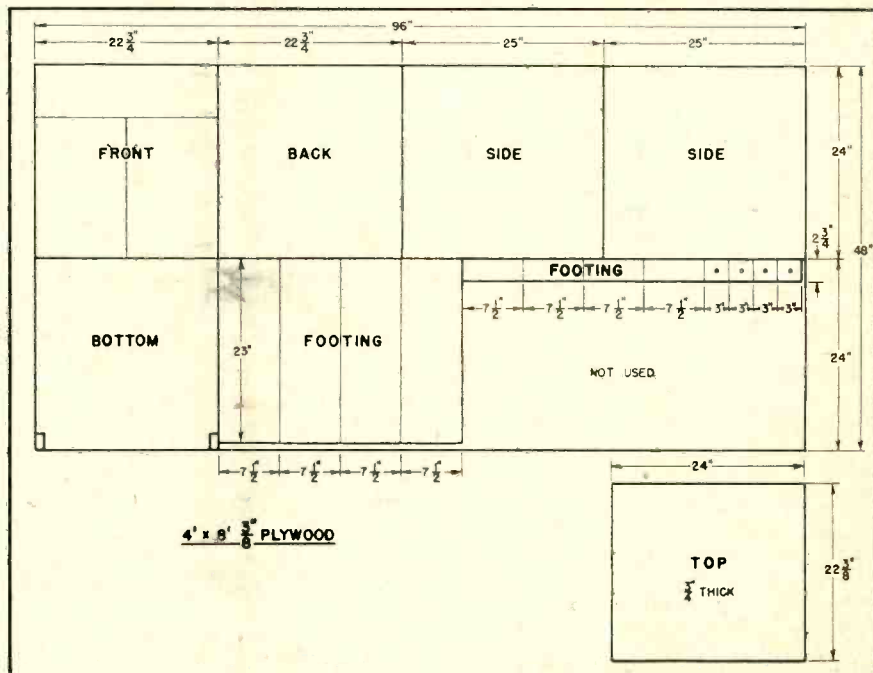 96"
22 3/4" 22 3/4" 25" 25"
FRONT BACK SIDE SIDE
24"
2 3/4"
48"
FOOTING
7 1/2" 7 1/2" 7 1/2" 7 1/2" 3" 3" 3" 3"
BOTTOM 23" FOOTING
24"
NOT USED.
7 1/2" 7 1/2" 7 1/2" 7 1/2"
24"
4' x 8' 3/8" PLYWOOD
TOP
3/4" THICK
22 3/8"